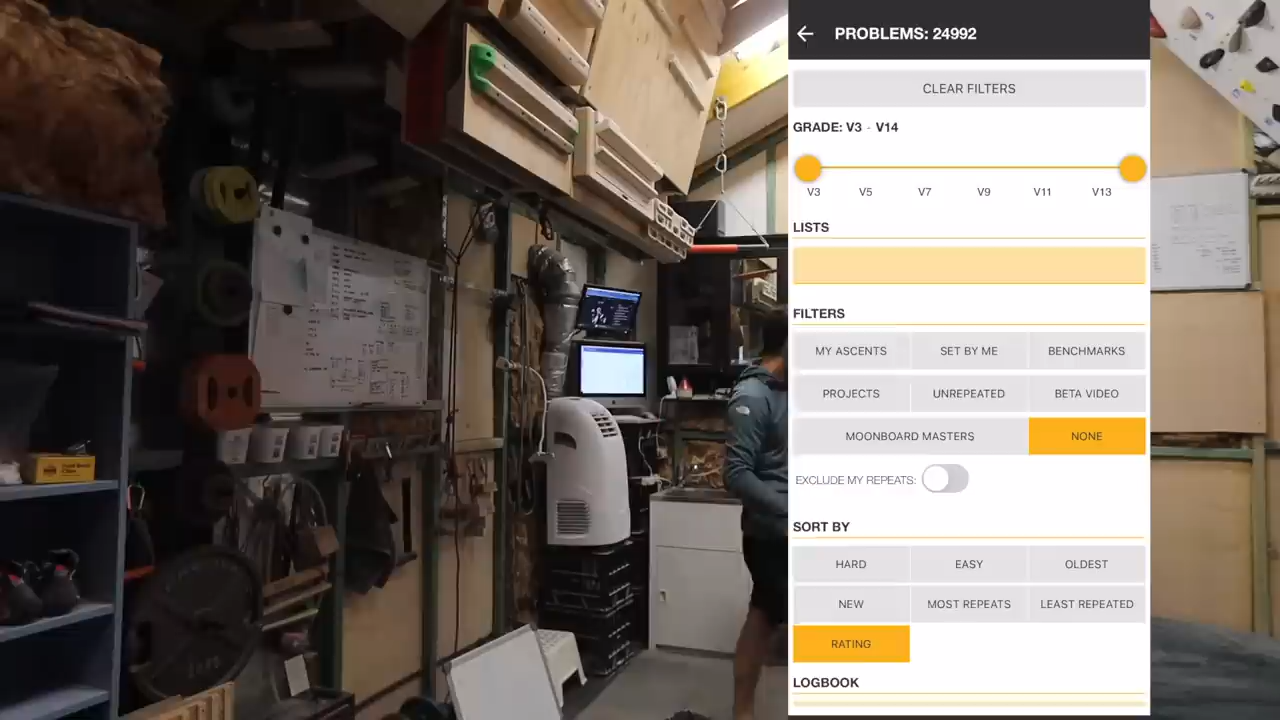 PROBLEMS: 24992
CLEAR FILTERS
GRADE: V3 - V14
V3 V5 V7 V9 V11 V13
LISTS
FILTERS
MY ASCENTS SET BY ME BENCHMARKS
PROJECTS UNREPEATED BETA VIDEO
MOONBOARD MASTERS NONE
EXCLUDE MY REPEATS:
SORT BY
HARD EASY OLDEST
NEW MOST REPEATS LEAST REPEATED
RATING
LOGBOOK